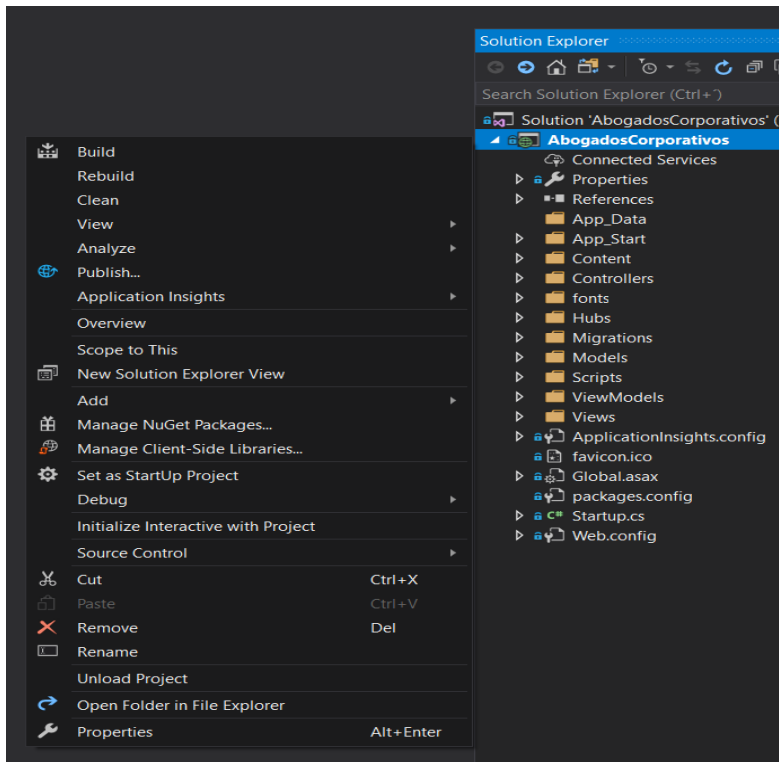 Solution Explorer
Search Solution Explorer (Ctrl+´)
Solution 'AbogadosCorporativos' (
AbogadosCorporativos
Connected Services
Properties
References
App_Data
App_Start
Content
Controllers
fonts
Hubs
Migrations
Models
Scripts
ViewModels
Views
ApplicationInsights.config
favicon.ico
Global.asax
packages.config
C# Startup.cs
Web.config
Build
Rebuild
Clean
View
Analyze
Publish...
Application Insights
Overview
Scope to This
New Solution Explorer View
Add
Manage NuGet Packages...
Manage Client-Side Libraries...
Set as StartUp Project
Debug
Initialize Interactive with Project
Source Control
Cut Ctrl+X
Paste Ctrl+V
Remove Del
Rename
Unload Project
Open Folder in File Explorer
Properties Alt+Enter